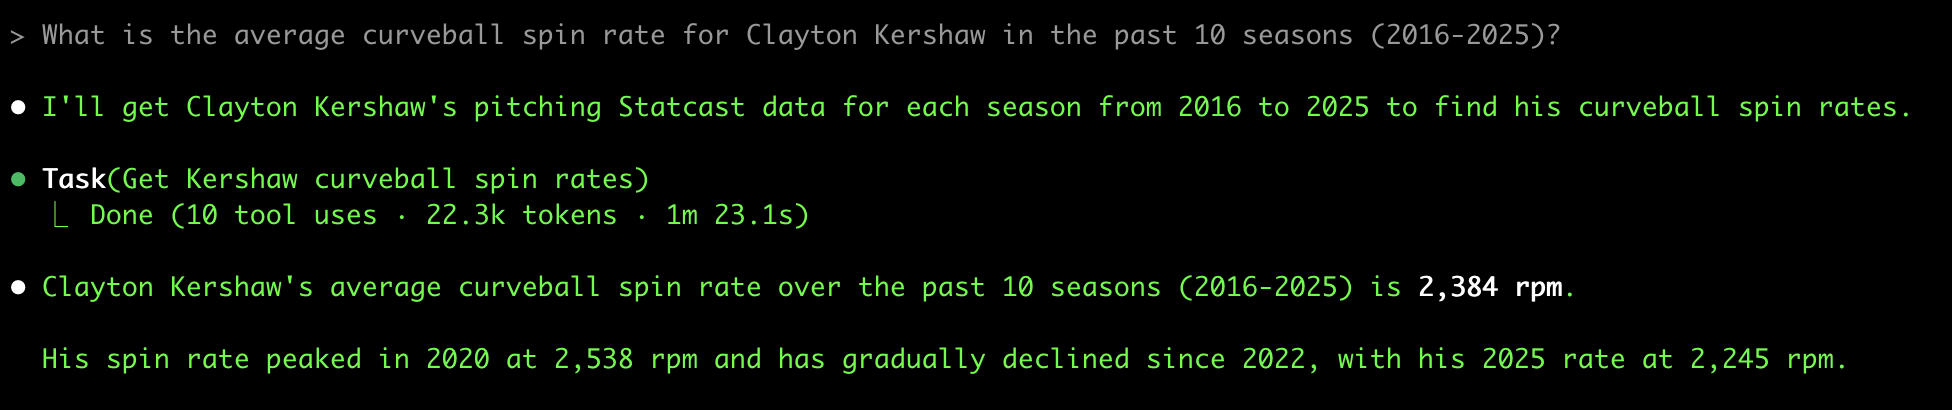 > What is the average curveball spin rate for Clayton Kershaw in the past 10 seasons (2016-2025)?
● I'll get Clayton Kershaw's pitching Statcast data for each season from 2016 to 2025 to find his curveball spin rates.
● Task(Get Kershaw curveball spin rates)
⎿ Done (10 tool uses · 22.3k tokens · 1m 23.1s)
● Clayton Kershaw's average curveball spin rate over the past 10 seasons (2016-2025) is 2,384 rpm.
His spin rate peaked in 2020 at 2,538 rpm and has gradually declined since 2022, with his 2025 rate at 2,245 rpm.